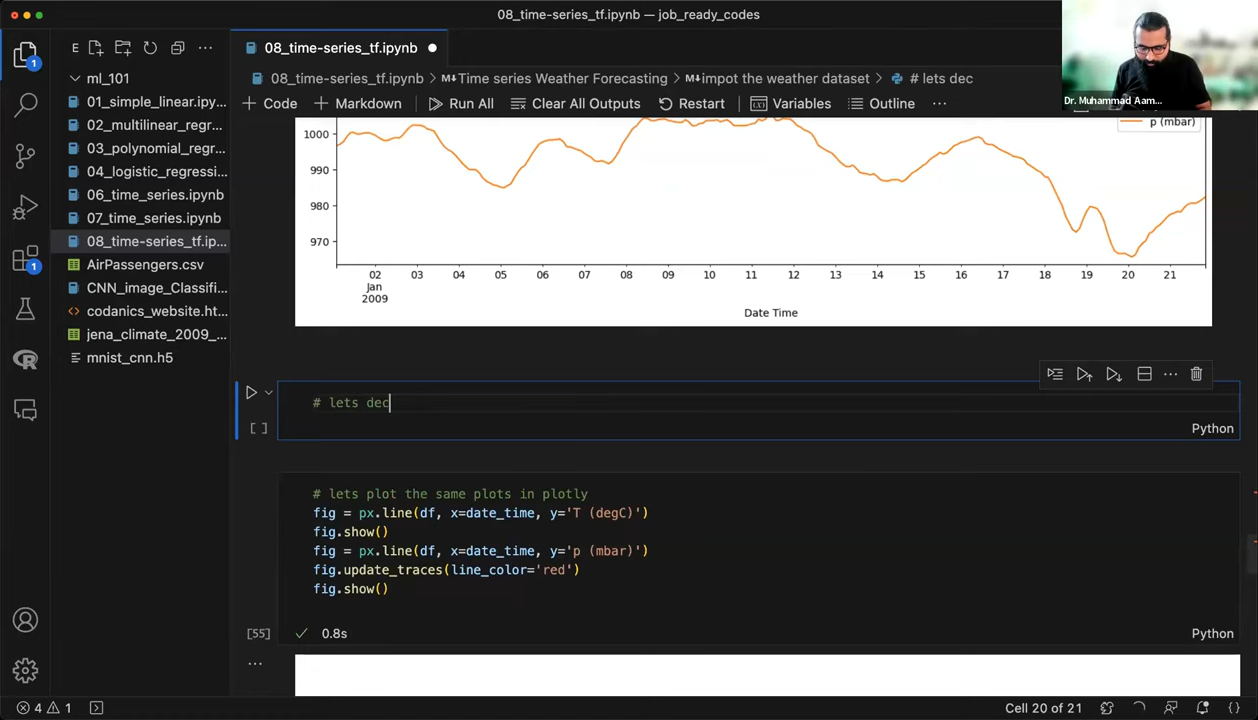 08_time-series_tf.ipynb — job_ready_codes
E
...
08_time-series_tf.ipynb
ml_101
01_simple_linear.ipy...
02_multilinear_regr...
03_polynomial_regr...
04_logistic_regressi...
06_time_series.ipynb
07_time_series.ipynb
08_time-series_tf.ip...
AirPassengers.csv
CNN_image_Classifi...
codanics_website.ht...
jena_climate_2009_...
mnist_cnn.h5
1
1
08_time-series_tf.ipynb > M↓Time series Weather Forecasting > M↓impot the weather dataset > # lets dec
+ Code + Markdown Run All Clear All Outputs Restart Variables Outline ...
Dr. Muhammad Aam...
p (mbar)
1000
990
980
970
02 03 04 05 06 07 08 09 10 11 12 13 14 15 16 17 18 19 20 21
Jan
2009
Date Time
# lets dec
[ ]
Python
# lets plot the same plots in plotly
fig = px.line(df, x=date_time, y='T (degC)')
fig.show()
fig = px.line(df, x=date_time, y='p (mbar)')
fig.update_traces(line_color='red')
fig.show()
[55]
0.8s
Python
...
4 1
Cell 20 of 21